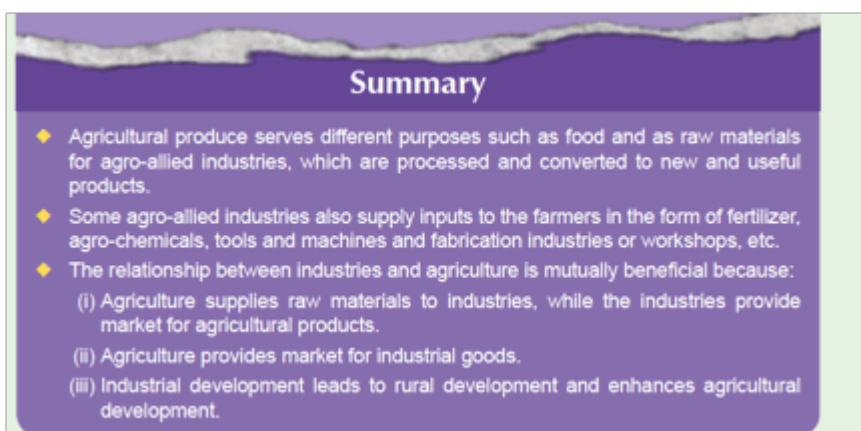 Summary
◆ Agricultural produce serves different purposes such as food and as raw materials
for agro-allied industries, which are processed and converted to new and useful
products.
◆ Some agro-allied industries also supply inputs to the farmers in the form of fertilizer,
agro-chemicals, tools and machines and fabrication industries or workshops, etc.
◆ The relationship between industries and agriculture is mutually beneficial because:
(i) Agriculture supplies raw materials to industries, while the industries provide
market for agricultural products.
(ii) Agriculture provides market for industrial goods.
(iii) Industrial development leads to rural development and enhances agricultural
development.